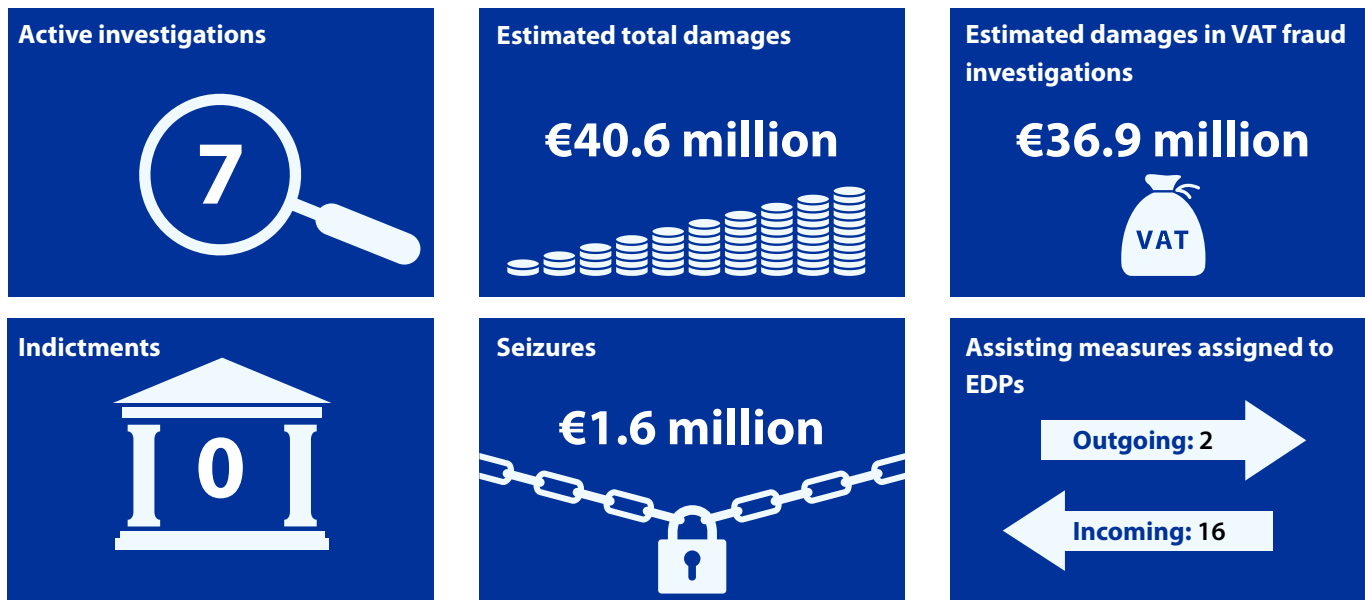 Active investigations
7
Estimated total damages
€40.6 million
Estimated damages in VAT fraud
investigations
€36.9 million
VAT
Indictments
0
Seizures
€1.6 million
Assisting measures assigned to
EDPs
Outgoing: 2
Incoming: 16